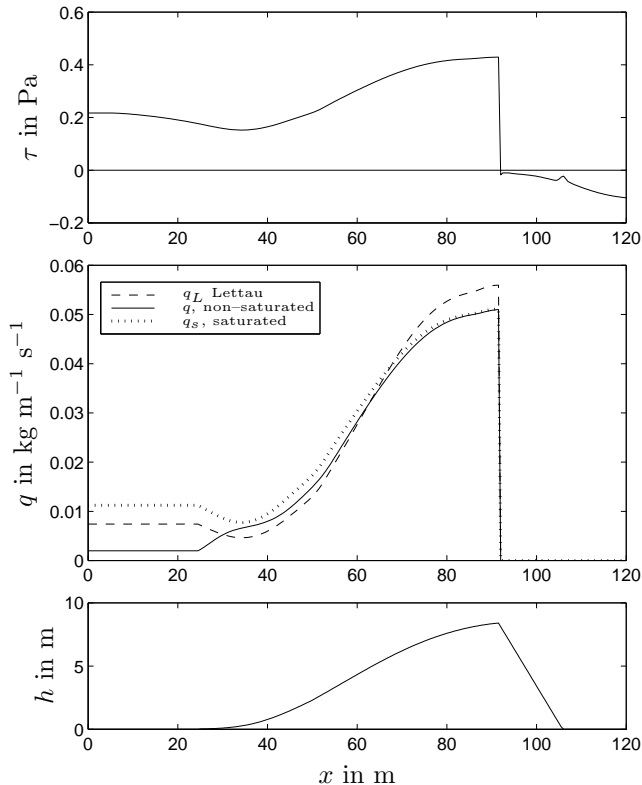 0.6
0.4
0.2
0
−0.2
τ in Pa
0 20 40 60 80 100 120
0.06
0.05
0.04
0.03
0.02
0.01
0
q in kg m⁻¹ s⁻¹
q_L Lettau
q, non−saturated
q_s, saturated
0 20 40 60 80 100 120
10
5
0
h in m
0 20 40 60 80 100 120
x in m